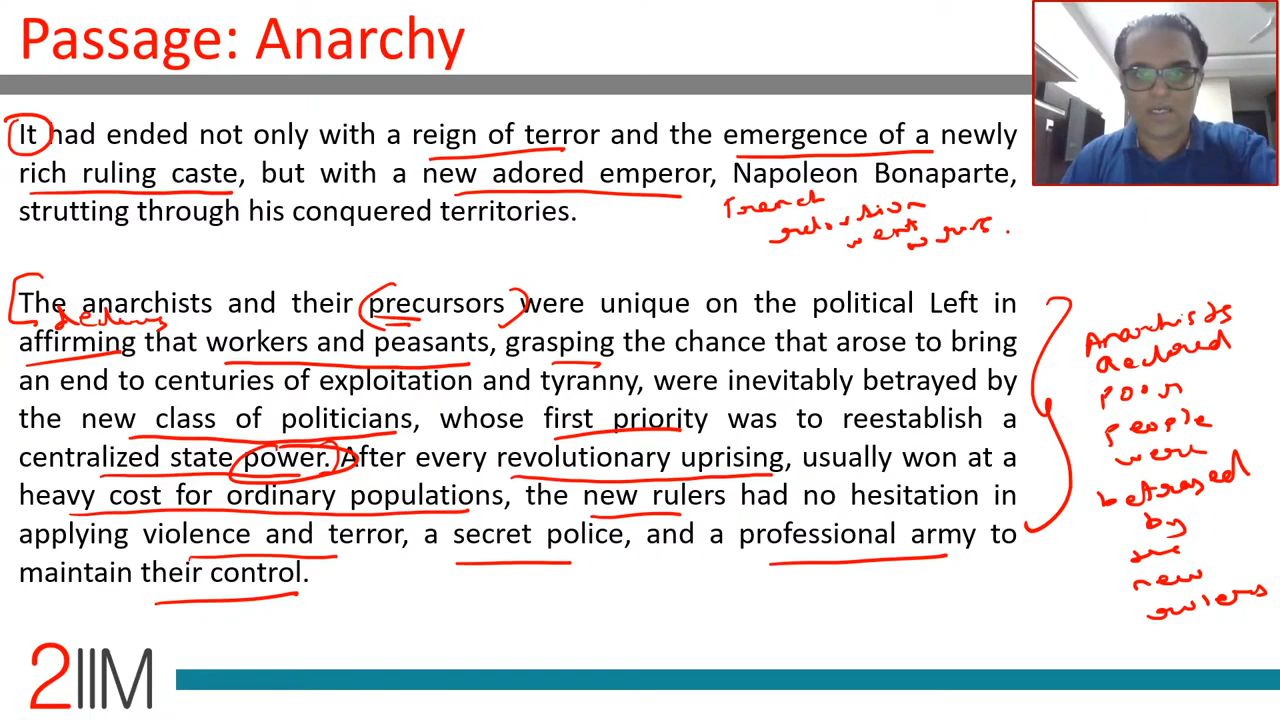 Passage: Anarchy
It had ended not only with a reign of terror and the emergence of a newly
rich ruling caste, but with a new adored emperor, Napoleon Bonaparte,
strutting through his conquered territories.
French
The anarchists and their precursors were unique on the political Left in
affirming that workers and peasants, grasping the chance that arose to bring
an end to centuries of exploitation and tyranny, were inevitably betrayed by
the new class of politicians, whose first priority was to reestablish a
centralized state power. After every revolutionary uprising, usually won at a
heavy cost for ordinary populations, the new rulers had no hesitation in
applying violence and terror, a secret police, and a professional army to
maintain their control.
Anarchists
declared
poor
people
were
betrayed
by
the
new
rulers
2IIM